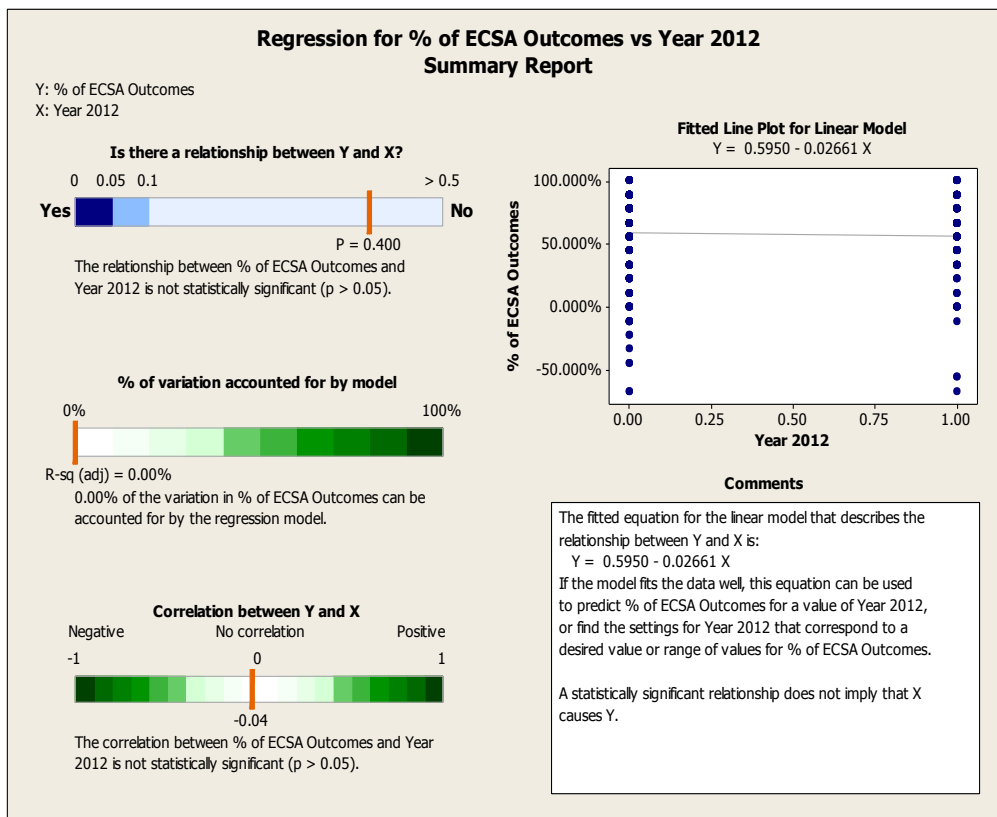 Regression for % of ECSA Outcomes vs Year 2012
Summary Report
Y: % of ECSA Outcomes
X: Year 2012
Is there a relationship between Y and X?
0 0.05 0.1 > 0.5
Yes No
P = 0.400
The relationship between % of ECSA Outcomes and
Year 2012 is not statistically significant (p > 0.05).
% of variation accounted for by model
0% 100%
R-sq (adj) = 0.00%
0.00% of the variation in % of ECSA Outcomes can be
accounted for by the regression model.
Correlation between Y and X
Negative No correlation Positive
-1 0 1
-0.04
The correlation between % of ECSA Outcomes and Year
2012 is not statistically significant (p > 0.05).
Fitted Line Plot for Linear Model
Y = 0.5950 - 0.02661 X
% of ECSA Outcomes
100.000%
50.000%
0.000%
-50.000%
0.00 0.25 0.50 0.75 1.00
Year 2012
Comments
The fitted equation for the linear model that describes the
relationship between Y and X is:
Y = 0.5950 - 0.02661 X
If the model fits the data well, this equation can be used
to predict % of ECSA Outcomes for a value of Year 2012,
or find the settings for Year 2012 that correspond to a
desired value or range of values for % of ECSA Outcomes.
A statistically significant relationship does not imply that X
causes Y.